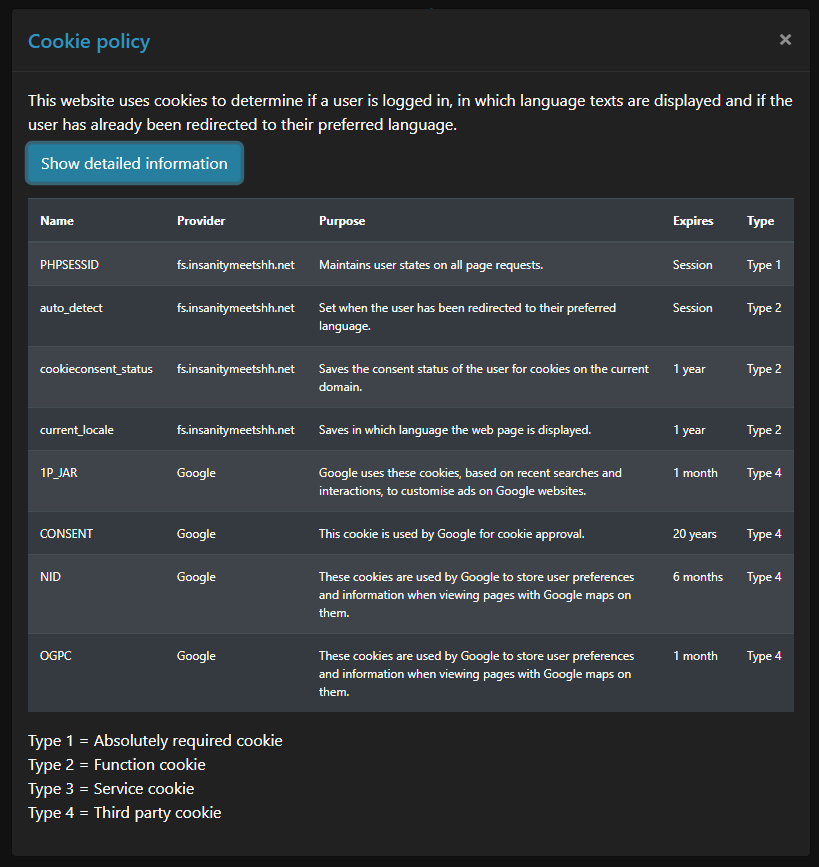 Cookie policy ×
This website uses cookies to determine if a user is logged in, in which language texts are displayed and if the
user has already been redirected to their preferred language.
Show detailed information
Name Provider Purpose Expires Type
PHPSESSID fs.insanitymeetshh.net Maintains user states on all page requests. Session Type 1
auto_detect fs.insanitymeetshh.net Set when the user has been redirected to their preferred Session Type 2
language.
cookieconsent_status fs.insanitymeetshh.net Saves the consent status of the user for cookies on the current 1 year Type 2
domain.
current_locale fs.insanitymeetshh.net Saves in which language the web page is displayed. 1 year Type 2
1P_JAR Google Google uses these cookies, based on recent searches and 1 month Type 4
interactions, to customise ads on Google websites.
CONSENT Google This cookie is used by Google for cookie approval. 20 years Type 4
NID Google These cookies are used by Google to store user preferences 6 months Type 4
and information when viewing pages with Google maps on
them.
OGPC Google These cookies are used by Google to store user preferences 1 month Type 4
and information when viewing pages with Google maps on
them.
Type 1 = Absolutely required cookie
Type 2 = Function cookie
Type 3 = Service cookie
Type 4 = Third party cookie